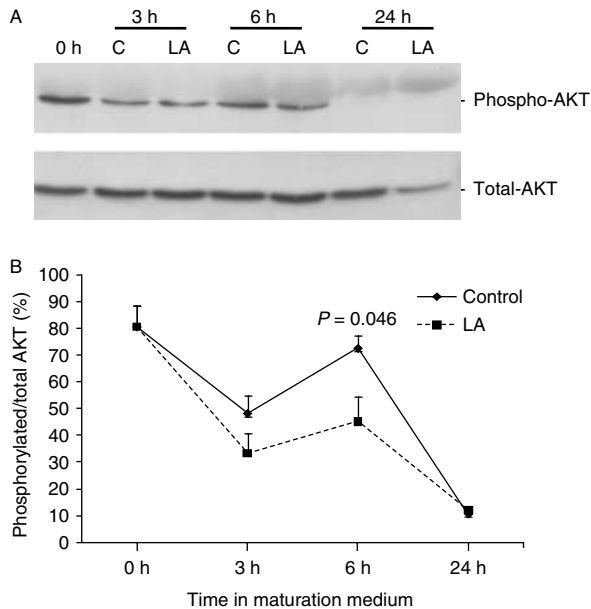 A
3 h 6 h 24 h
0 h C LA C LA C LA
Phospho-AKT
Total-AKT
B
Phosphorylated/total AKT (%)
100
90
80
70
60
50
40
30
20
10
0
P = 0.046
Control
LA
0 h 3 h 6 h 24 h
Time in maturation medium